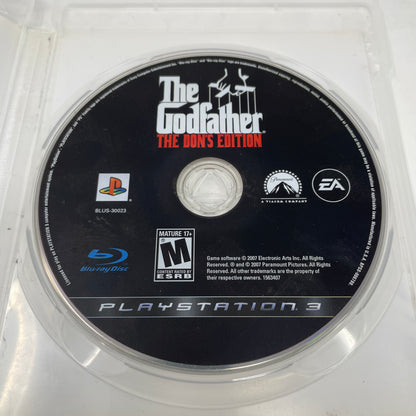 The
Godfather
THE DON'S EDITION
BLUS-30023
Paramount
A VIACOM COMPANY
EA
Blu-ray Disc
MATURE 17+
M
CONTENT RATED BY
ESRB
Game software © 2007 Electronic Arts Inc. All Rights
Reserved. ® and © 2007 Paramount Pictures. All Rights
Reserved. All other trademarks are the property of
their respective owners. 1563407
PLAYSTATION 3